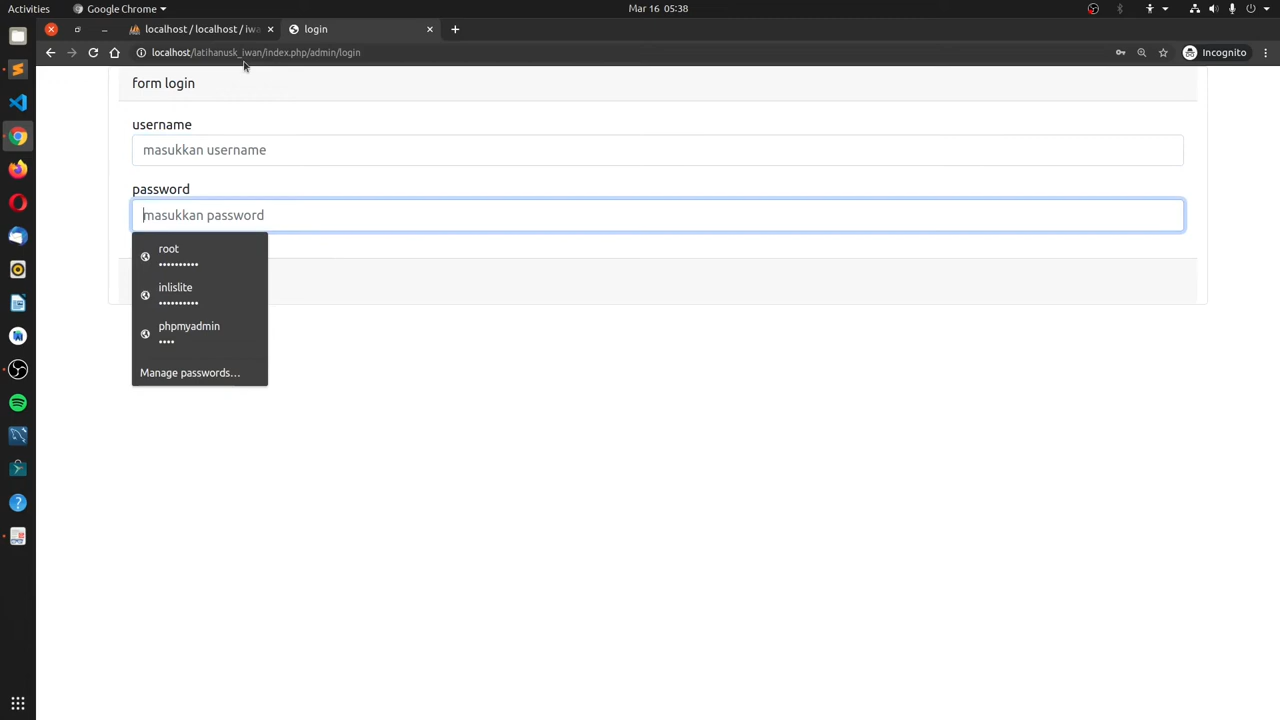 Activities Google Chrome Mar 16 05:38
localhost / localhost / iwa login
localhost/latihanusk_iwan/index.php/admin/login Incognito
form login
username
masukkan username
password
masukkan password
root
••••••••••
inlislite
••••••••••
phpmyadmin
••••
Manage passwords…